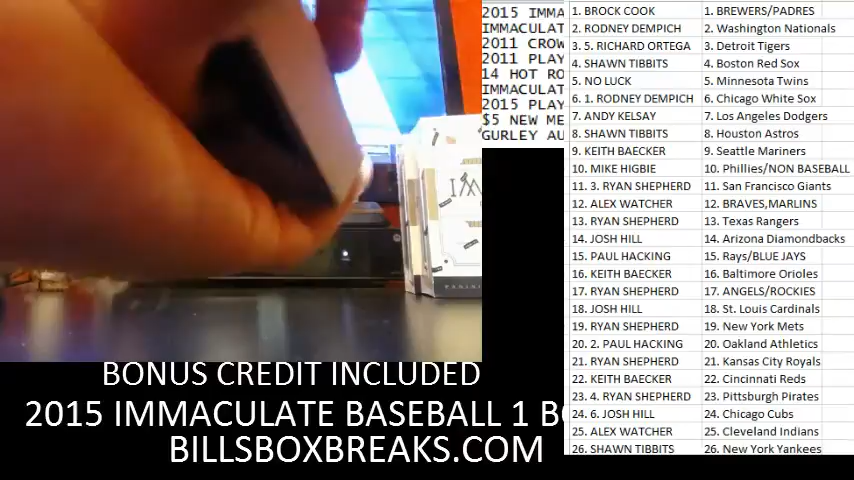 2015 IMMA
IMMACULAT
2011 CROW
2011 PLAY
14 HOT RO
IMMACULAT
2015 PLAY
$5 NEW ME
GURLEY AU
1. BROCK COOK 1. BREWERS/PADRES
2. RODNEY DEMPICH 2. Washington Nationals
3. 5. RICHARD ORTEGA 3. Detroit Tigers
4. SHAWN TIBBITS 4. Boston Red Sox
5. NO LUCK 5. Minnesota Twins
6. 1. RODNEY DEMPICH 6. Chicago White Sox
7. ANDY KELSAY 7. Los Angeles Dodgers
8. SHAWN TIBBITS 8. Houston Astros
9. KEITH BAECKER 9. Seattle Mariners
10. MIKE HIGBIE 10. Phillies/NON BASEBALL
11. 3. RYAN SHEPHERD 11. San Francisco Giants
12. ALEX WATCHER 12. BRAVES,MARLINS
13. RYAN SHEPHERD 13. Texas Rangers
14. JOSH HILL 14. Arizona Diamondbacks
15. PAUL HACKING 15. Rays/BLUE JAYS
16. KEITH BAECKER 16. Baltimore Orioles
17. RYAN SHEPHERD 17. ANGELS/ROCKIES
18. JOSH HILL 18. St. Louis Cardinals
19. RYAN SHEPHERD 19. New York Mets
20. 2. PAUL HACKING 20. Oakland Athletics
21. RYAN SHEPHERD 21. Kansas City Royals
22. KEITH BAECKER 22. Cincinnati Reds
23. 4. RYAN SHEPHERD 23. Pittsburgh Pirates
24. 6. JOSH HILL 24. Chicago Cubs
25. ALEX WATCHER 25. Cleveland Indians
26. SHAWN TIBBITS 26. New York Yankees
BONUS CREDIT INCLUDED
2015 IMMACULATE BASEBALL 1 BO
BILLSBOXBREAKS.COM